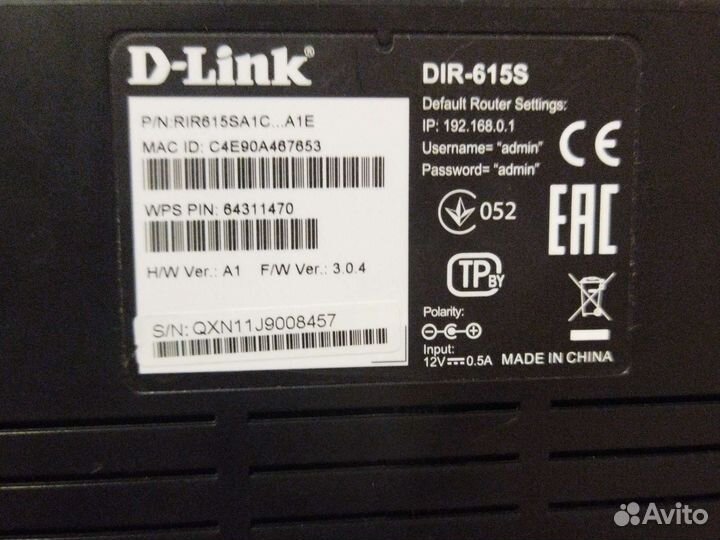 D-Link
P/N:RIR615SA1C...A1E
MAC ID: C4E90A467653
WPS PIN: 64311470
H/W Ver.: A1 F/W Ver.: 3.0.4
S/N: QXN11J9008457
DIR-615S
Default Router Settings:
IP: 192.168.0.1
Username= "admin"
Password= "admin"
CE
052
EAC
TP BY
Polarity:
Input:
12V 0.5A MADE IN CHINA
Avito